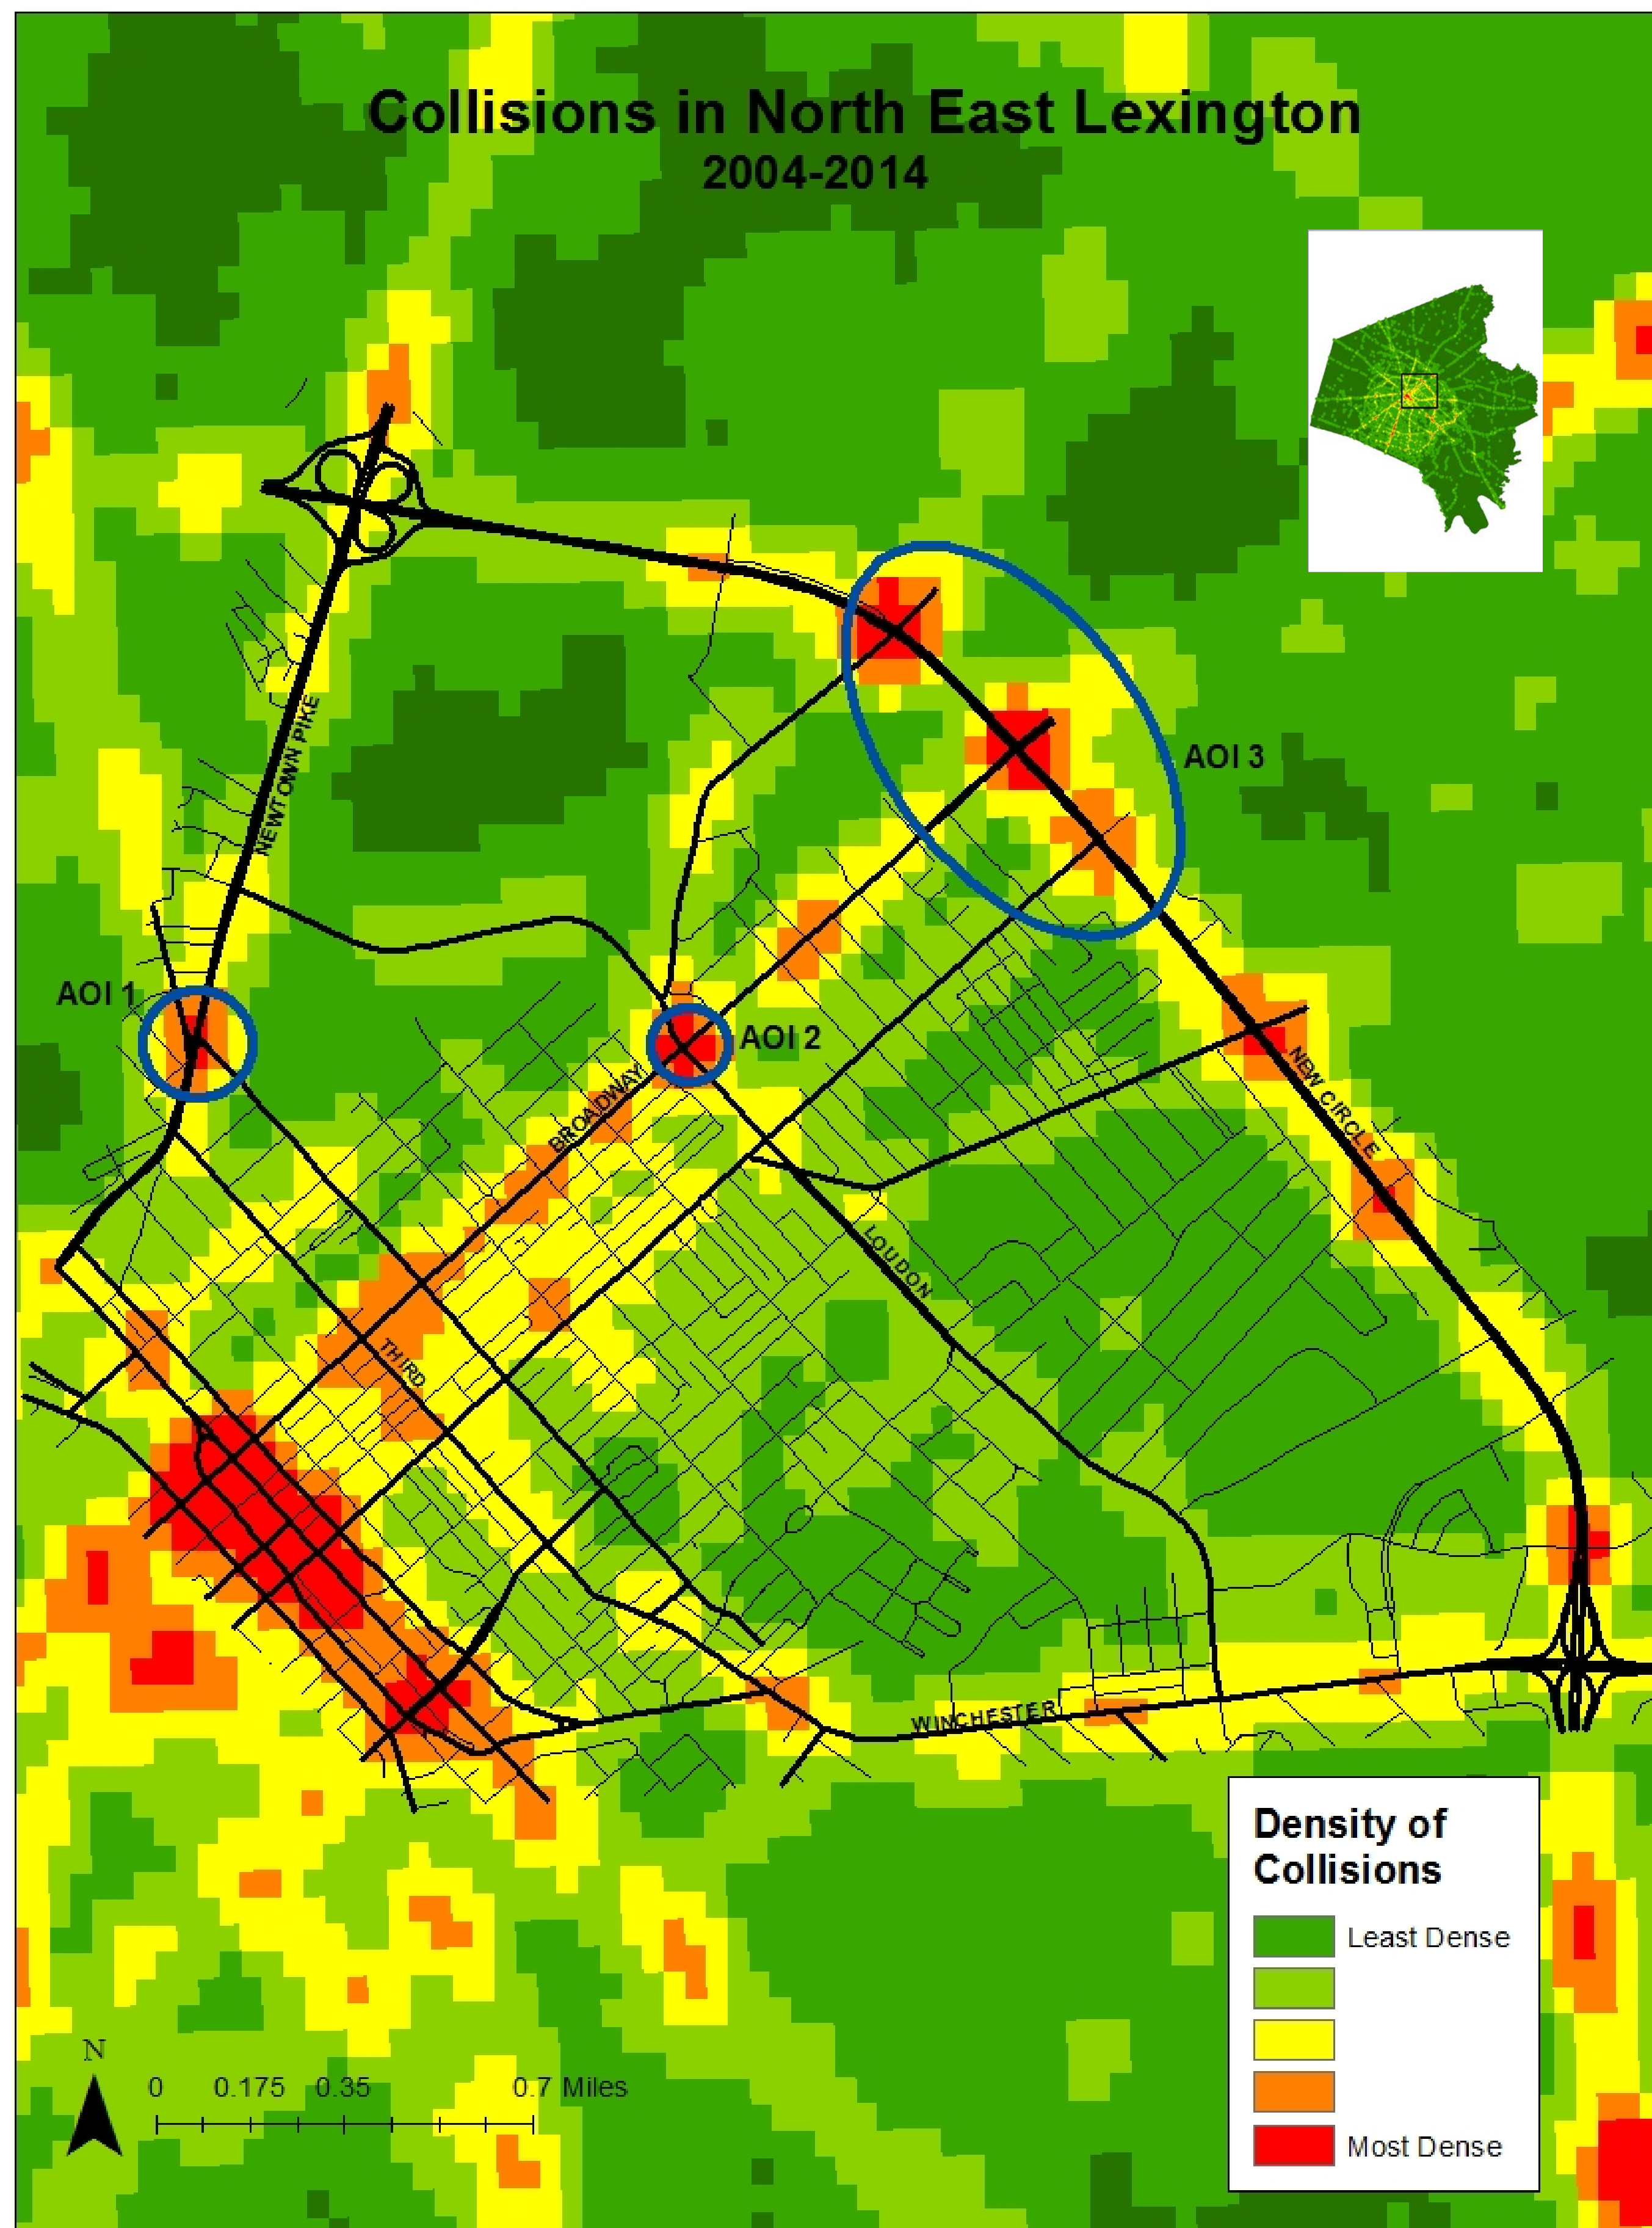 Collisions in North East Lexington
2004-2014
NEWTOWN PIKE
AOI 3
AOI 1
AOI 2
BROADWAY
NEW CIRCLE
LOUDON
THIRD
WINCHESTER
Density of
Collisions
Least Dense
Most Dense
N
0 0.175 0.35 0.7 Miles